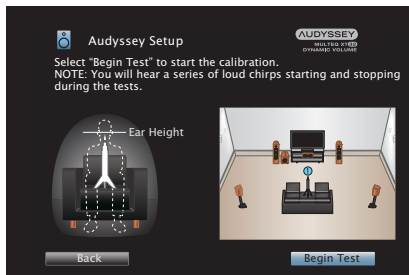 Audyssey Setup
AUDYSSEY
MULTEQ XT32
DYNAMIC VOLUME
Select “Begin Test” to start the calibration.
NOTE: You will hear a series of loud chirps starting and stopping
during the tests.
Ear Height
Back
Begin Test